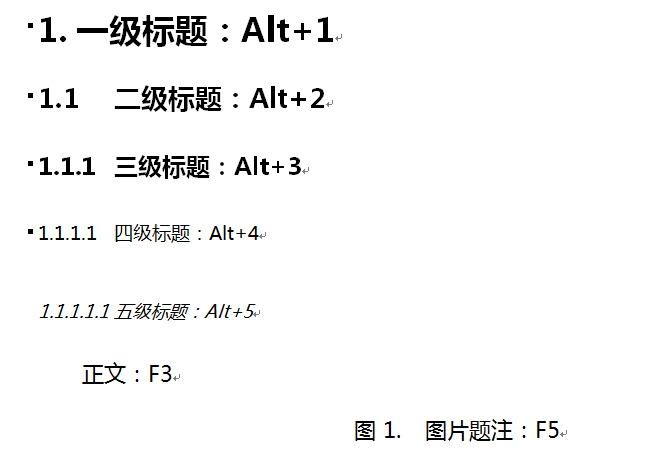 1. 一级标题：Alt+1
1.1 二级标题：Alt+2
1.1.1 三级标题：Alt+3
1.1.1.1 四级标题：Alt+4
1.1.1.1.1 五级标题：Alt+5
正文：F3
图 1. 图片题注：F5